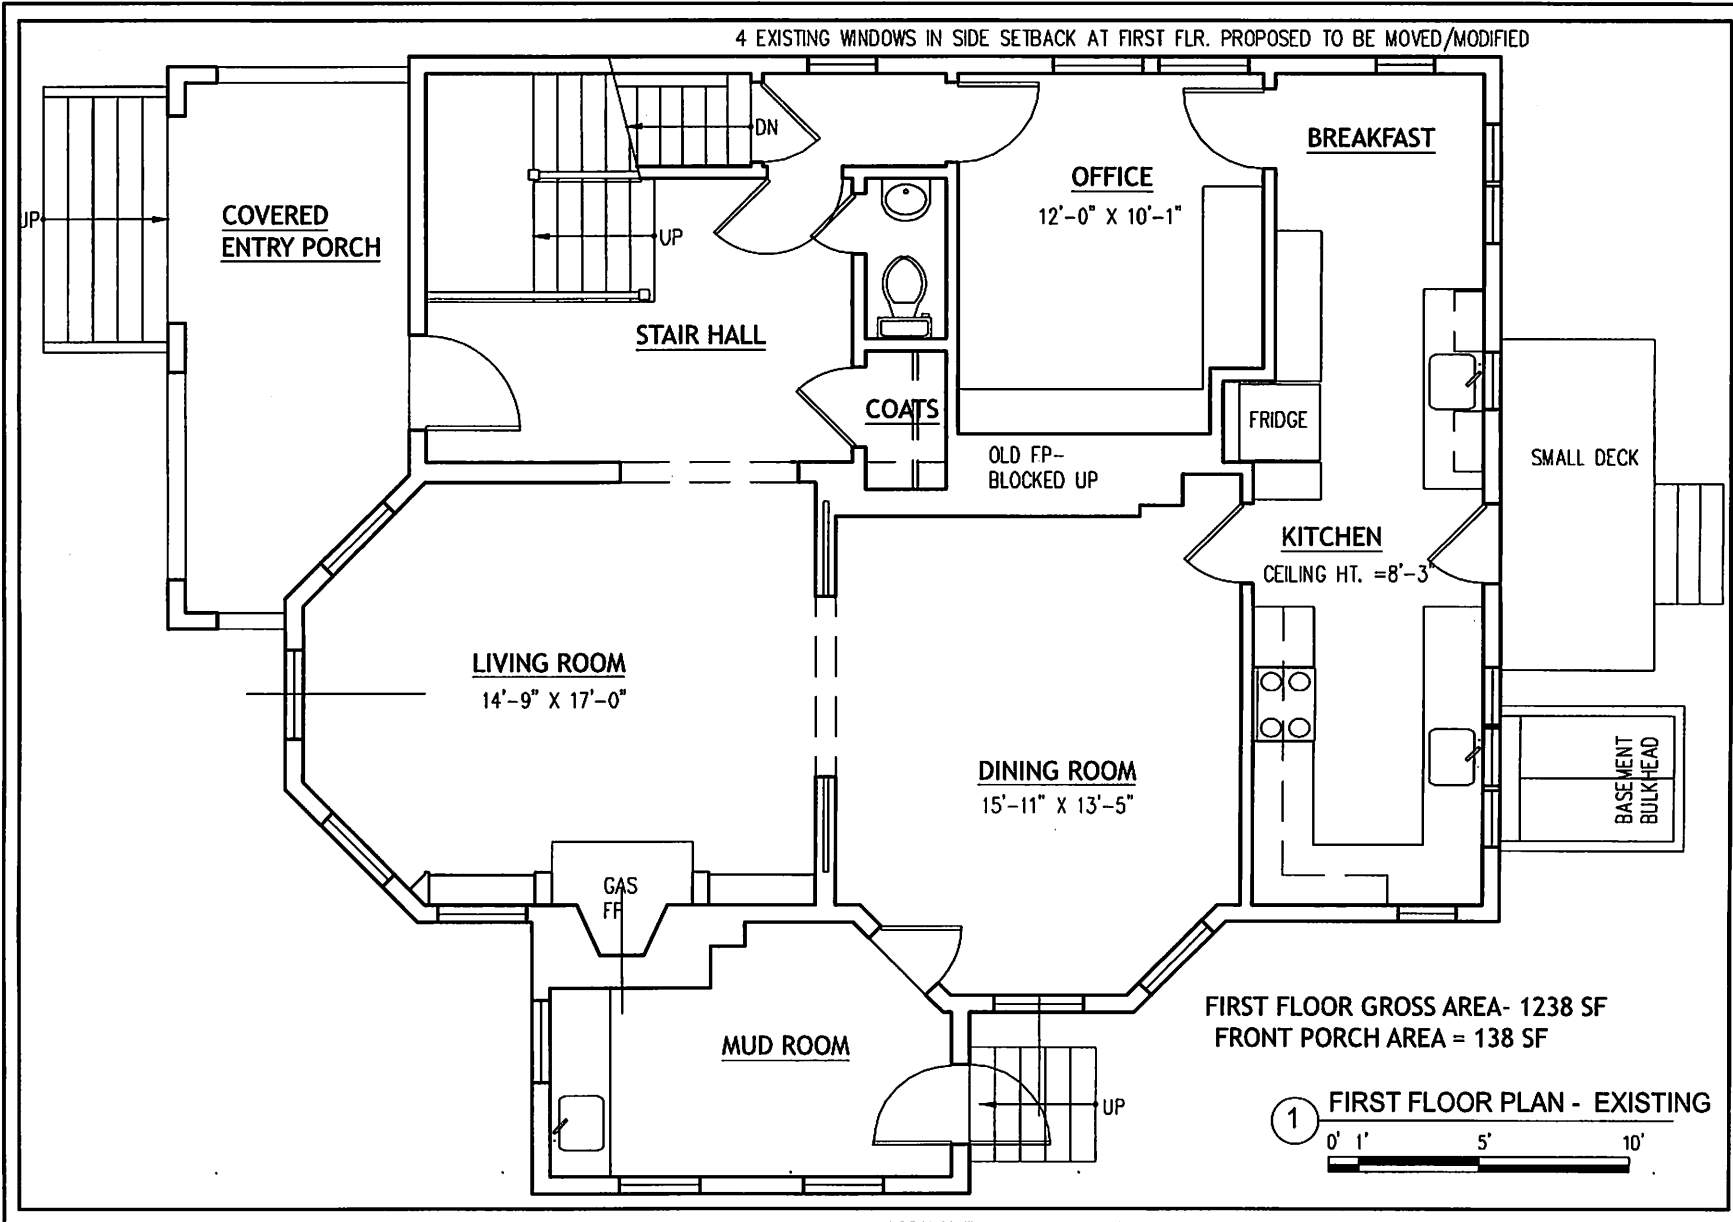 4 EXISTING WINDOWS IN SIDE SETBACK AT FIRST FLR. PROPOSED TO BE MOVED/MODIFIED
DN
BREAKFAST
OFFICE
12'-0" X 10'-1"
UP
COVERED
ENTRY PORCH
UP
STAIR HALL
COATS
FRIDGE
OLD F.P-
BLOCKED UP
SMALL DECK
KITCHEN
CEILING HT. =8'-3"
LIVING ROOM
14'-9" X 17'-0"
DINING ROOM
15'-11" X 13'-5"
BASEMENT
BULKHEAD
GAS
FP
FIRST FLOOR GROSS AREA- 1238 SF
FRONT PORCH AREA = 138 SF
MUD ROOM
UP
1 FIRST FLOOR PLAN - EXISTING
0' 1' 5' 10'